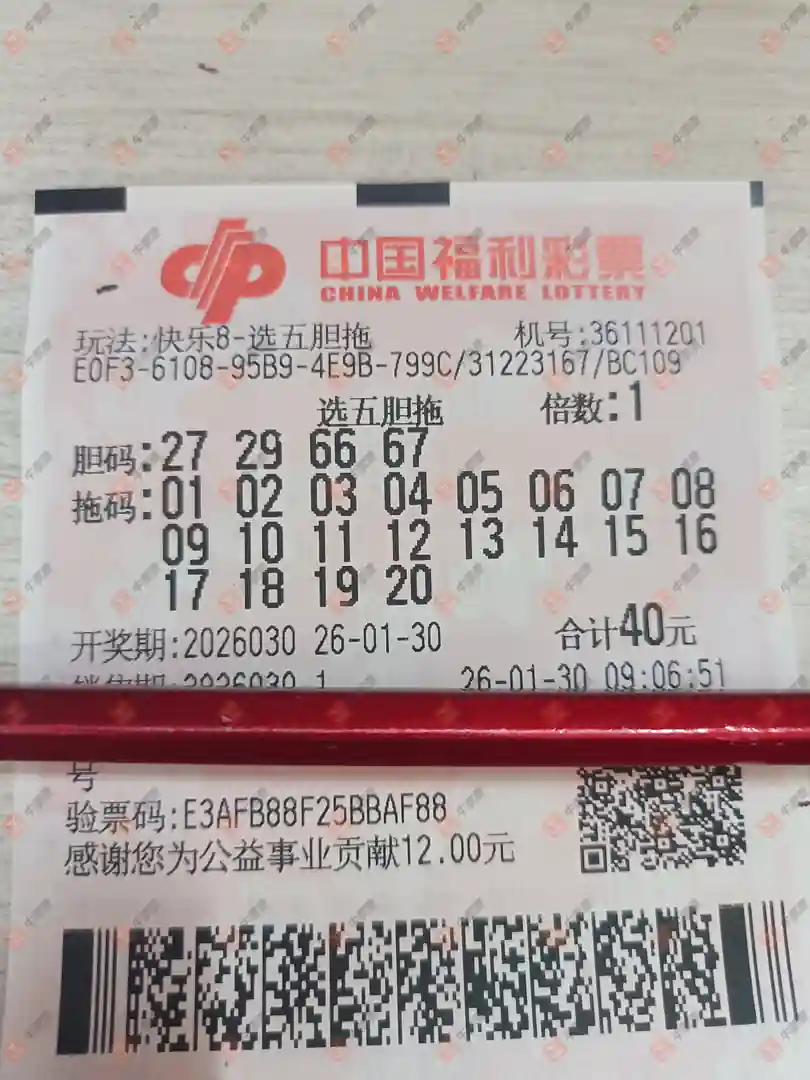 中国福利彩票
CHINA WELFARE LOTTERY
玩法:快乐8-选五胆拖 机号:36111201
E0F3-6108-95B9-4E9B-799C/31223167/BC109
选五胆拖 倍数:1
胆码:27 29 66 67
拖码:01 02 03 04 05 06 07 08
09 10 11 12 13 14 15 16
17 18 19 20
开奖期:2026030 26-01-30 合计40元
销售期:2026030 1 26-01-30 09:06:51
号
验票码:E3AFB88F25BBAF88
感谢您为公益事业贡献12.00元